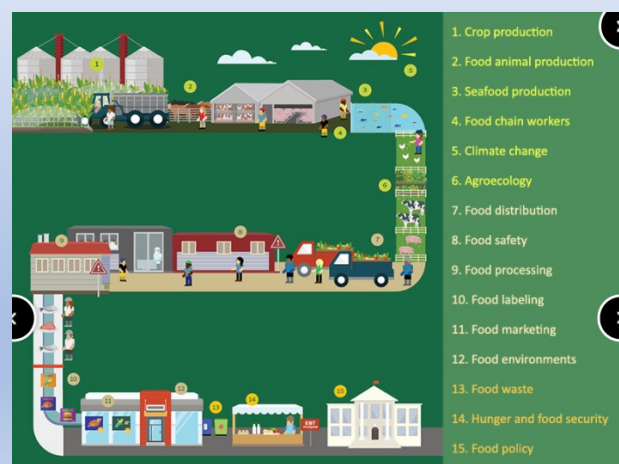 1. Crop production
2. Food animal production
3. Seafood production
4. Food chain workers
5. Climate change
6. Agroecology
7. Food distribution
8. Food safety
9. Food processing
10. Food labeling
11. Food marketing
12. Food environments
13. Food waste
14. Hunger and food security
15. Food policy
1
2
3
4
5
6
7
8
9
10
11
12
13
14
15
EBT